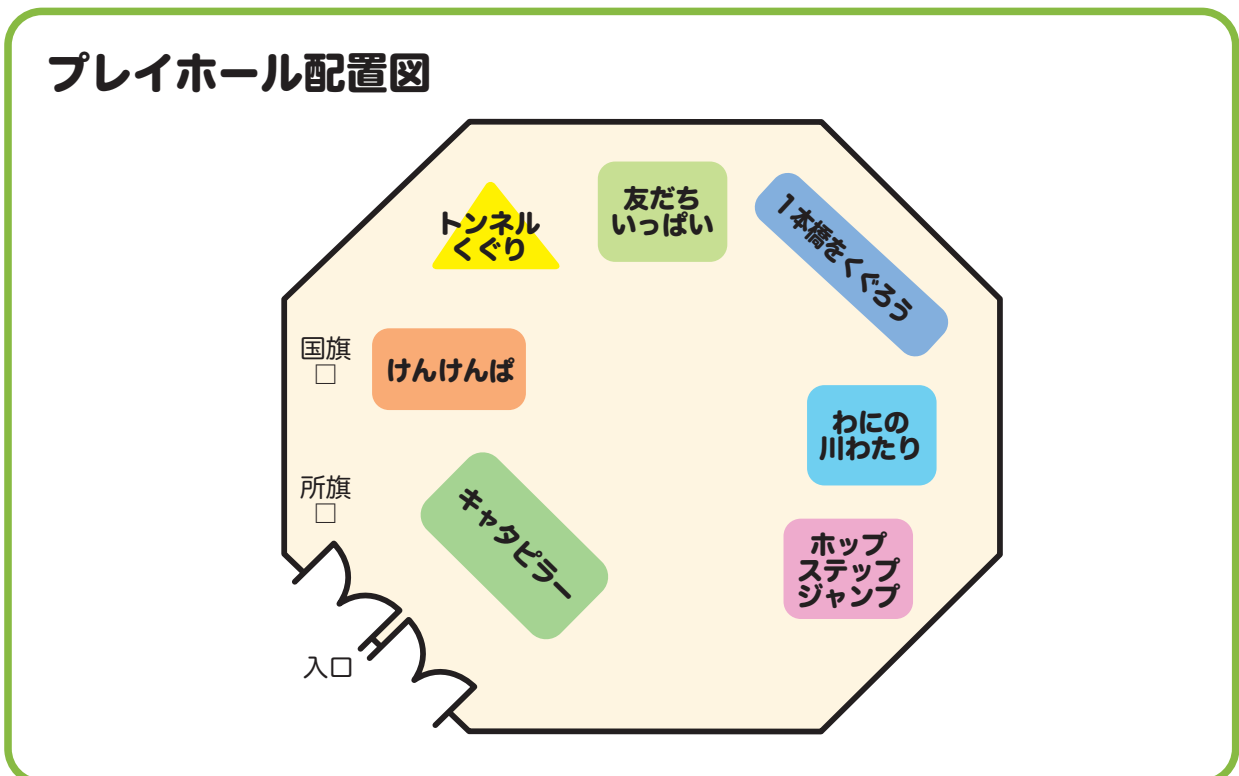 プレイホール配置図
トンネル
くぐり
友だち
いっぱい
1本橋をくぐろう
国旗
けんけんぱ
わにの
川わたり
所旗
キャタピラー
ホップ
ステップ
ジャンプ
入口